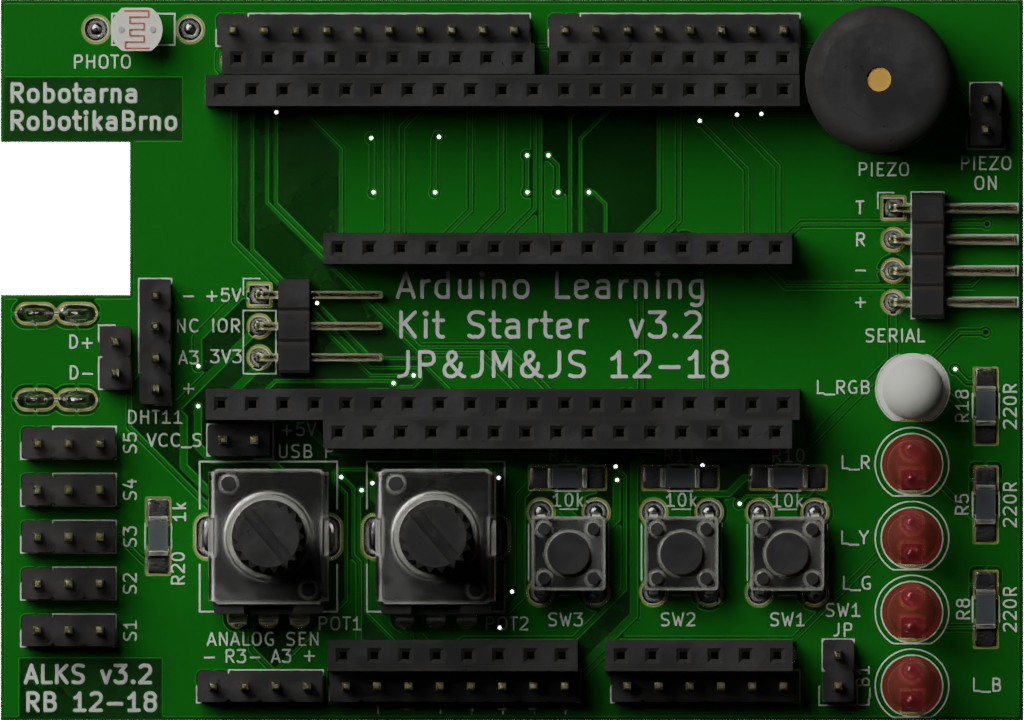 PHOTO
Robotarna
RobotikaBrno
PIEZO
PIEZO
ON
T
R
-
+
SERIAL
- +5V
NC IOR
A3 3V3
+
Arduino Learning
Kit Starter v3.2
JP&JM&JS 12-18
D+
D-
DHT11
VCC_S
+5V
USB P
L_RGB
R18
220R
L_R
R5
220R
L_Y
L_G
R8
220R
L_B
S5
S4
S3
S2
S1
1k
R20
R10
10k
10k
10k
POT1
POT2
SW3
SW2
SW1
SW1
JP
ANALOG SEN
- R3- A3 +
ALKS v3.2
RB 12-18